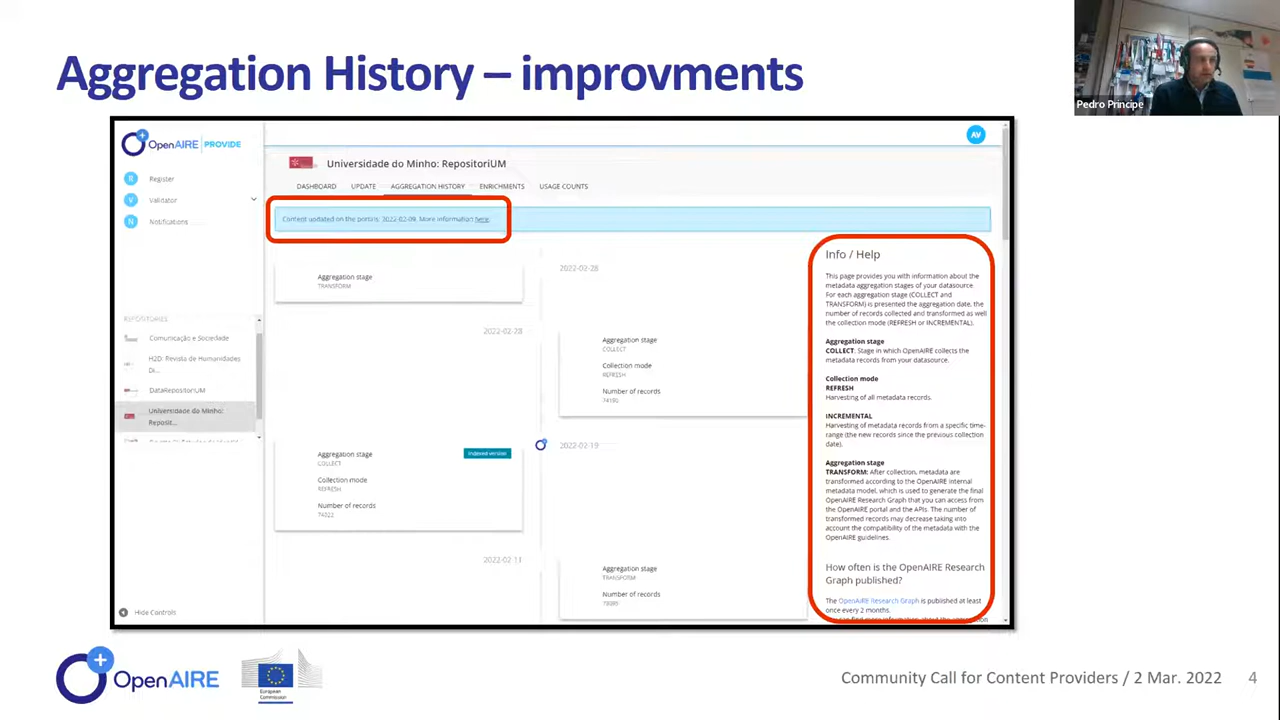 Aggregation History – improvments
Pedro Principe
OpenAIRE PROVIDE
AV
Universidade do Minho: RepositoriUM
R Register
V Validator
N Notifications
DASHBOARD UPDATE AGGREGATION HISTORY ENRICHMENTS USAGE COUNTS
Content updated on the portals: 2022-02-09. More information here.
REPOSITORIES
Comunicação e Sociedade
H2D: Revista de Humanidades
Di...
DataRepositoriUM
Universidade do Minho:
Reposit...
Hide Controls
Aggregation stage
TRANSFORM
2022-02-28
2022-02-28
Aggregation stage
COLLECT
Collection mode
REFRESH
Number of records
2022-02-19
Aggregation stage
COLLECT
Indexed version
Collection mode
REFRESH
Number of records
74022
2022-02-11
Aggregation stage
TRANSFORM
Number of records
Info / Help
This page provides you with information about the
metadata aggregation stages of your datasource.
For each aggregation stage (COLLECT and
TRANSFORM) is presented the aggregation date, the
number of records collected and transformed as well
the collection mode (REFRESH or INCREMENTAL).
Aggregation stage
COLLECT: Stage in which OpenAIRE collects the
metadata records from your datasource.
Collection mode
REFRESH
Harvesting of all metadata records.
INCREMENTAL
Harvesting of metadata records from a specific time-
range (the new records since the previous collection
date).
Aggregation stage
TRANSFORM: After collection, metadata are
transformed according to the OpenAIRE internal
metadata model, which is used to generate the final
OpenAIRE Research Graph that you can access from
the OpenAIRE portal and the APIs. The number of
transformed records may decrease taking into
account the compatibility of the metadata with the
OpenAIRE guidelines.
How often is the OpenAIRE Research
Graph published?
The OpenAIRE Research Graph is published at least
once every 2 months.
OpenAIRE
European
Commission
Community Call for Content Providers / 2 Mar. 2022 4